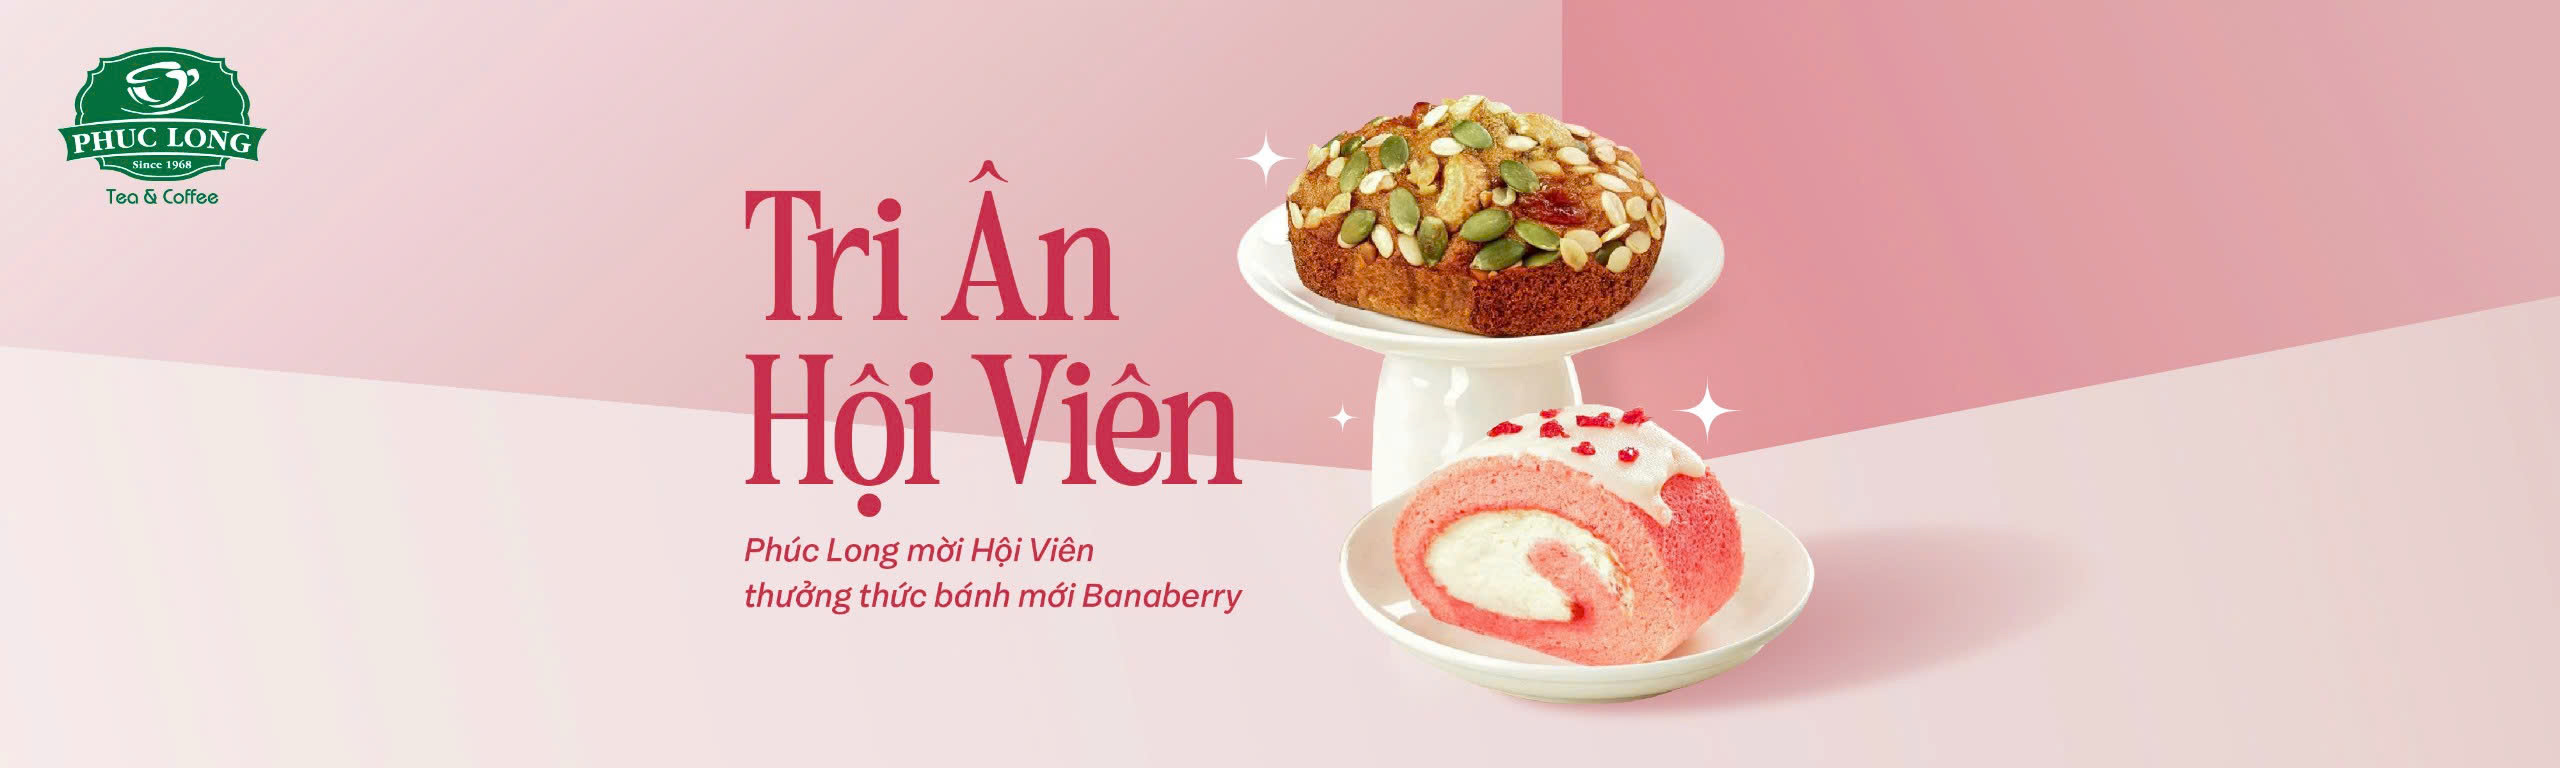 PHUC LONG
Since 1968
Tea & Coffee
Tri Ân
Hội Viên
Phúc Long mời Hội Viên
thưởng thức bánh mới Banaberry